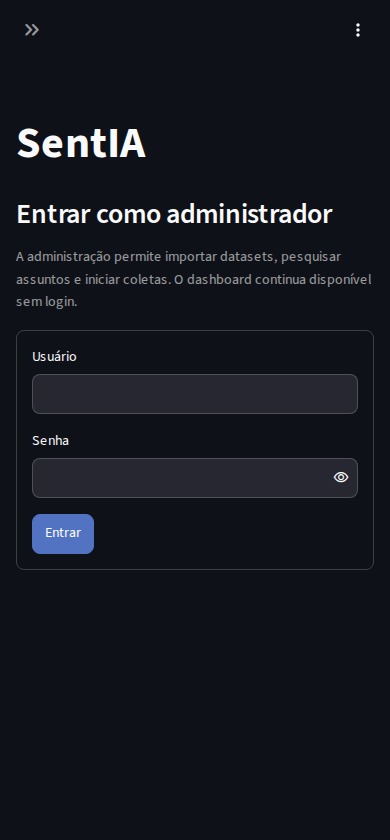 SentIA
Entrar como administrador
A administração permite importar datasets, pesquisar
assuntos e iniciar coletas. O dashboard continua disponível
sem login.
Usuário
Senha
Entrar